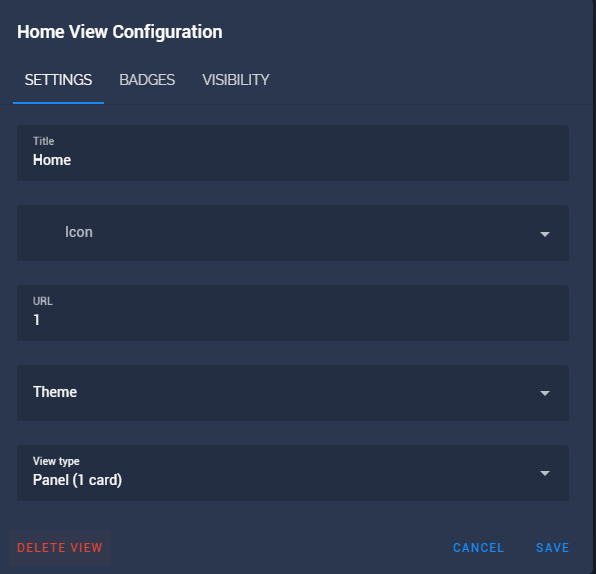 Home View Configuration
SETTINGS BADGES VISIBILITY
Title
Home
Icon
URL
1
Theme
View type
Panel (1 card)
DELETE VIEW CANCEL SAVE